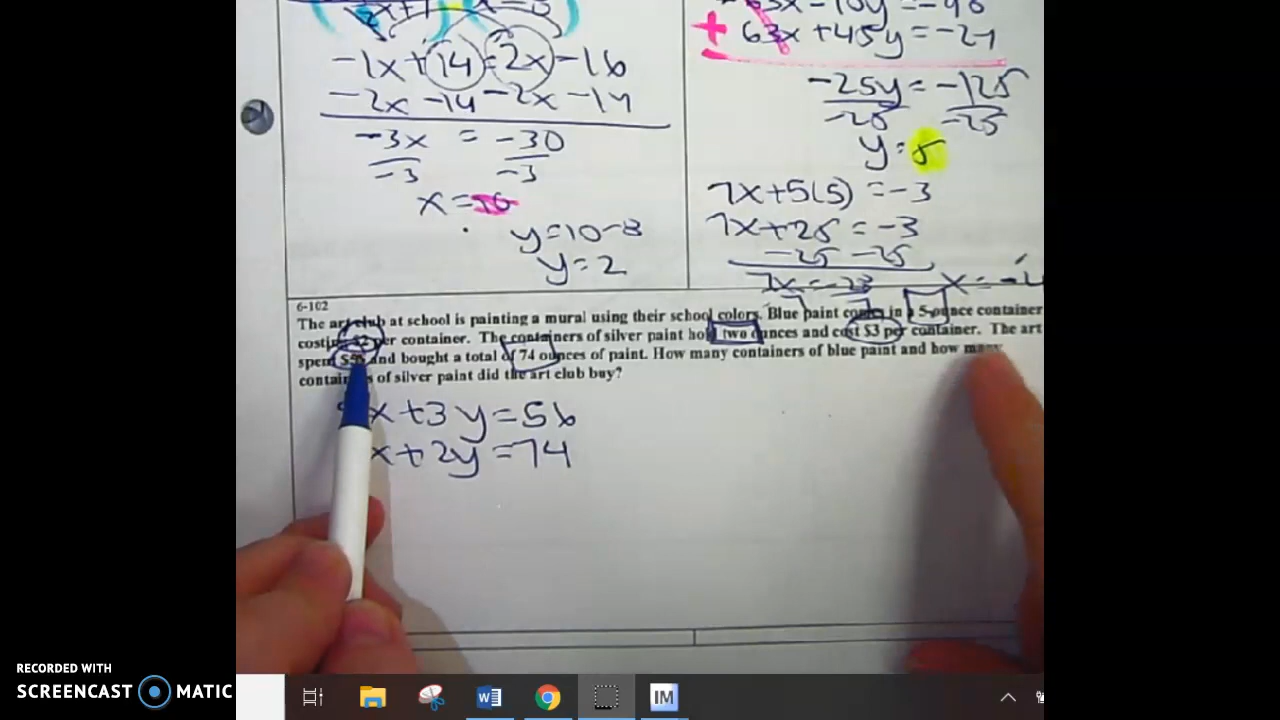 -1x+14=2x-16
-2x -14 -2x -14
-3x = -30
-3 -3
x =
y=10-8
y=2
+ 63x +45y =
-25y = -125
-25 -25
y=5
7x+5(5) =-3
7x+25 =-3
-25 -25
6-102
The art club at school is painting a mural using their school colors. Blue paint comes in a 5-ounce container
costing $2 per container. The containers of silver paint hold two ounces and cost $3 per container. The art
spent and bought a total of 74 ounces of paint. How many containers of blue paint and how many
containers of silver paint did the art club buy?
x+3y=56
x+2y=74
RECORDED WITH
SCREENCAST MATIC
W
IM